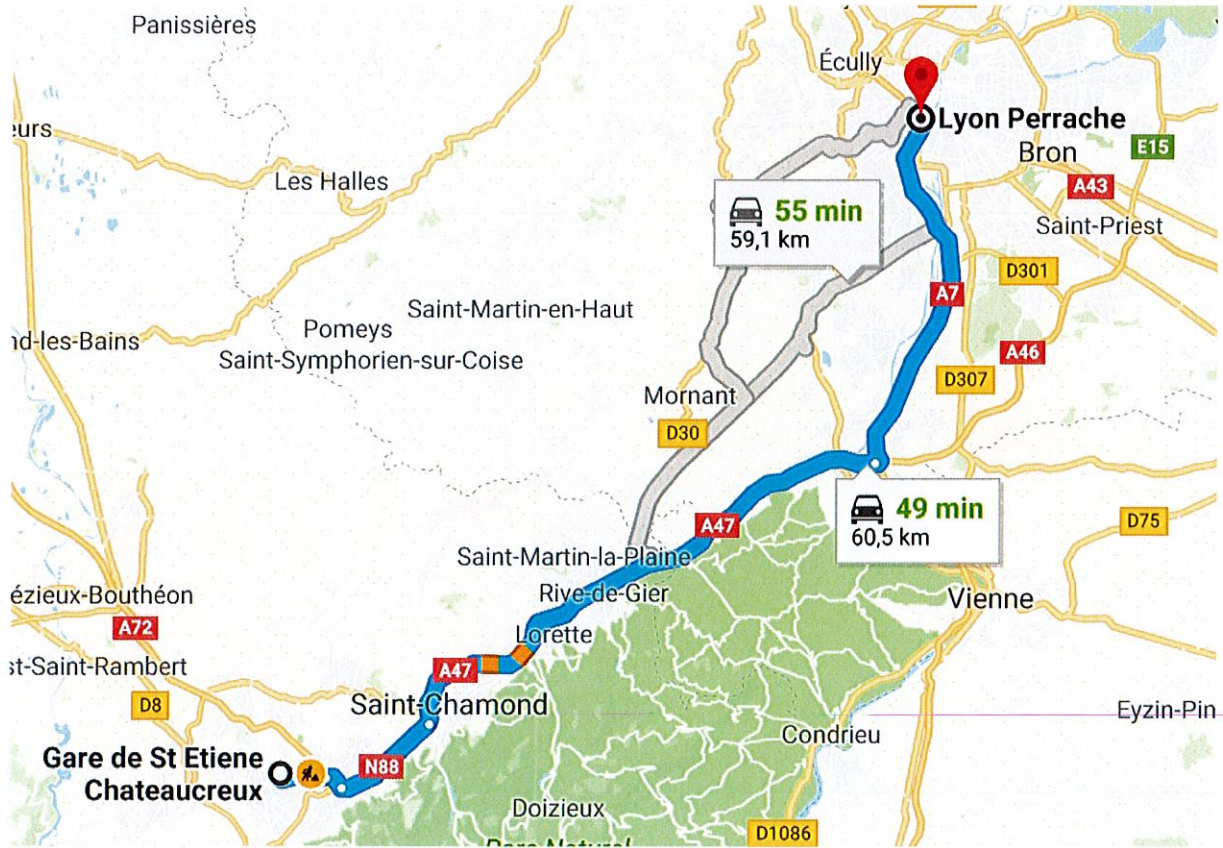 Panissières
Écully
Lyon Perrache
eurs
Bron
E15
Les Halles
A43
55 min
59,1 km
Saint-Priest
D301
A7
Saint-Martin-en-Haut
Pomeys
nd-les-Bains
Saint-Symphorien-sur-Coise
A46
D307
Mornant
D30
49 min
60,5 km
A47
D75
Saint-Martin-la-Plaine
Rive-de-Gier
ézieux-Bouthéon
Vienne
A72
Lorette
st-Saint-Rambert
A47
D8
Saint-Chamond
Eyzin-Pin
Condrieu
Gare de St Etiene
Chateaucreux
N88
Doizieux
D1086
Parc Naturel